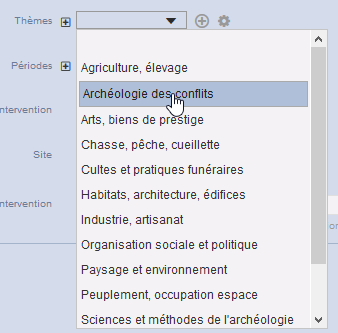 Thèmes
Agriculture, élevage
Périodes
Archéologie des conflits
ntervention
Arts, biens de prestige
Chasse, pêche, cueillette
Site
Cultes et pratiques funéraires
Habitats, architecture, édifices
ntervention
Industrie, artisanat
Organisation sociale et politique
Paysage et environnement
Peuplement, occupation espace
Sciences et méthodes de l'archéologie